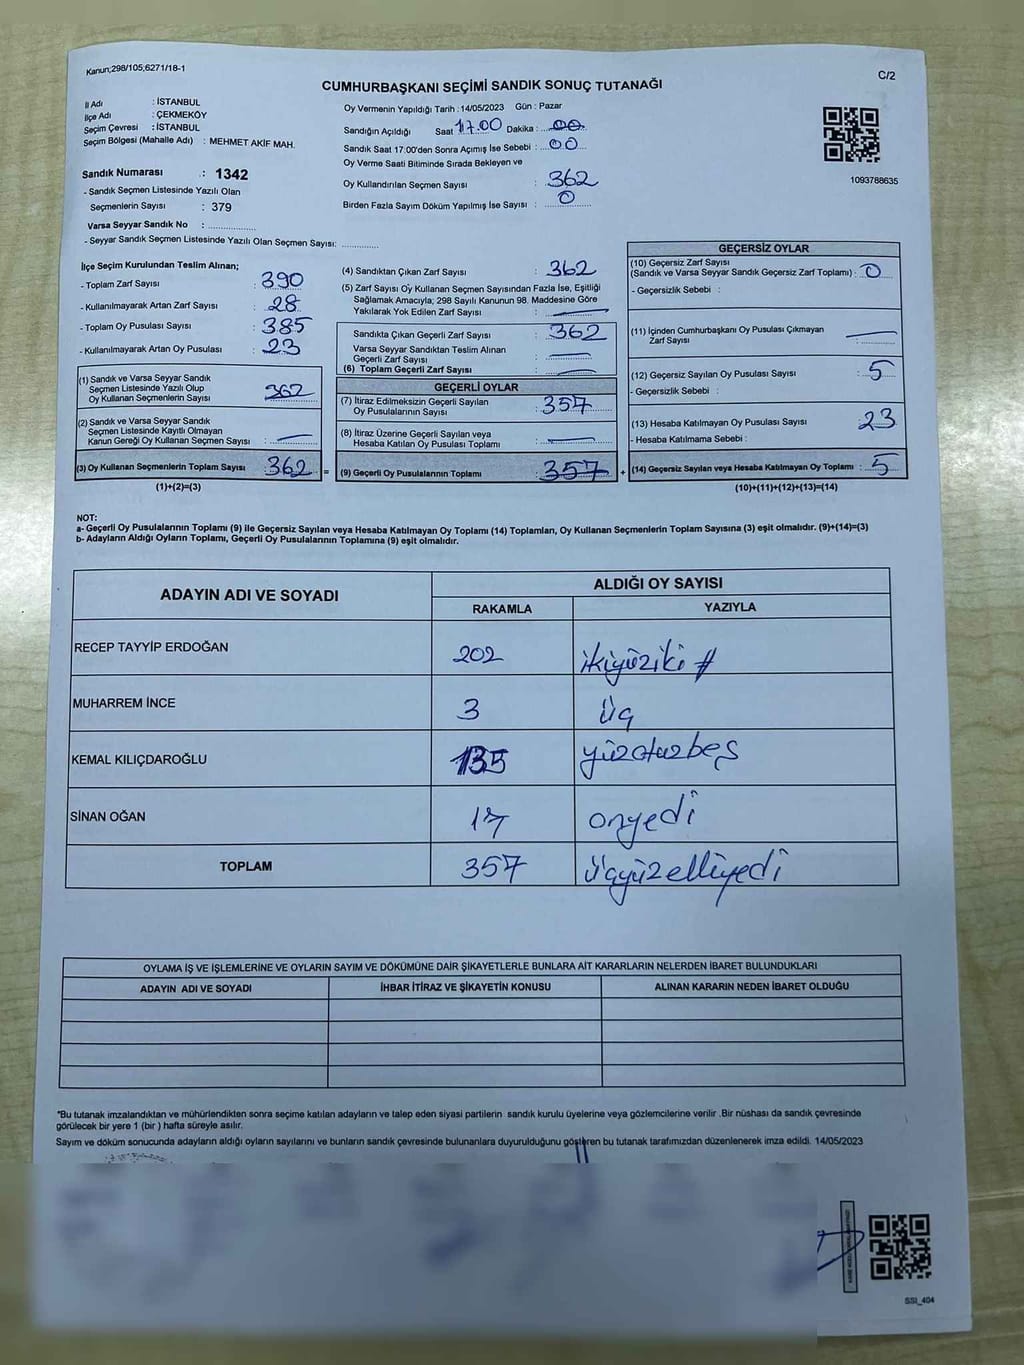 Kanun;298/105;6271/18-1
C/2
CUMHURBAŞKANI SEÇİMİ SANDIK SONUÇ TUTANAĞI
İl Adı : İSTANBUL
İlçe Adı : ÇEKMEKÖY
Seçim Çevresi : İSTANBUL
Seçim Bölgesi (Mahalle Adı) : MEHMET AKİF MAH.
Sandık Numarası : 1342
- Sandık Seçmen Listesinde Yazılı Olan
Seçmenlerin Sayısı : 379
Varsa Seyyar Sandık No :
- Seyyar Sandık Seçmen Listesinde Yazılı Olan Seçmen Sayısı:
Oy Vermenin Yapıldığı Tarih : 14/05/2023 Gün : Pazar
Sandığın Açıldığı Saat 17.00 Dakika : 00
Sandık Saat 17:00'den Sonra Açımış İse Sebebi : 00
Oy Verme Saati Bitiminde Sırada Bekleyen ve
Oy Kullandırılan Seçmen Sayısı : 362
Birden Fazla Sayım Döküm Yapılmış İse Sayısı : 0
1093788635
İlçe Seçim Kurulundan Teslim Alınan;
- Toplam Zarf Sayısı : 390
- Kullanılmayarak Artan Zarf Sayısı : 28
- Toplam Oy Pusulası Sayısı : 385
- Kullanılmayarak Artan Oy Pusulası : 23
(1) Sandık ve Varsa Seyyar Sandık
Seçmen Listesinde Yazılı Olup
Oy Kullanan Seçmenlerin Sayısı : 362
(2) Sandık ve Varsa Seyyar Sandık
Seçmen Listesinde Kayıtlı Olmayan
Kanun Gereği Oy Kullanan Seçmen Sayısı : —
(3) Oy Kullanan Seçmenlerin Toplam Sayısı : 362 =
(1)+(2)=(3)
(4) Sandıktan Çıkan Zarf Sayısı : 362
(5) Zarf Sayısı Oy Kullanan Seçmen Sayısından Fazla İse, Eşitliği
Sağlamak Amacıyla; 298 Sayılı Kanunun 98. Maddesine Göre
Yakılarak Yok Edilen Zarf Sayısı : —
Sandıkta Çıkan Geçerli Zarf Sayısı : 362
Varsa Seyyar Sandıktan Teslim Alınan
Geçerli Zarf Sayısı : —
(6) Toplam Geçerli Zarf Sayısı : —
GEÇERLİ OYLAR
(7) İtiraz Edilmeksizin Geçerli Sayılan
Oy Pusulalarının Sayısı : 357
(8) İtiraz Üzerine Geçerli Sayılan veya
Hesaba Katılan Oy Pusulası Toplamı : —
(9) Geçerli Oy Pusulalarının Toplamı : 357 +
GEÇERSİZ OYLAR
(10) Geçersiz Zarf Sayısı
(Sandık ve Varsa Seyyar Sandık Geçersiz Zarf Toplamı) : 0
- Geçersizlik Sebebi :
(11) İçinden Cumhurbaşkanı Oy Pusulası Çıkmayan
Zarf Sayısı : —
(12) Geçersiz Sayılan Oy Pusulası Sayısı : 5
- Geçersizlik Sebebi :
(13) Hesaba Katılmayan Oy Pusulası Sayısı : 23
- Hesaba Katılmama Sebebi :
(14) Geçersiz Sayılan veya Hesaba Katılmayan Oy Toplamı : 5
(10)+(11)+(12)+(13)=(14)
NOT:
a- Geçerli Oy Pusulalarının Toplamı (9) ile Geçersiz Sayılan veya Hesaba Katılmayan Oy Toplamı (14) Toplamları, Oy Kullanan Seçmenlerin Toplam Sayısına (3) eşit olmalıdır. (9)+(14)=(3)
b- Adayların Aldığı Oyların Toplamı, Geçerli Oy Pusulalarının Toplamına (9) eşit olmalıdır.
ADAYIN ADI VE SOYADI
ALDIĞI OY SAYISI
RAKAMLA YAZIYLA
RECEP TAYYİP ERDOĞAN 202 ikiyüziki #
MUHARREM İNCE 3 üç
KEMAL KILIÇDAROĞLU 135 yüzotuzbeş
SİNAN OĞAN 17 onyedi
TOPLAM 357 üçyüzelliyedi
OYLAMA İŞ VE İŞLEMLERİNE VE OYLARIN SAYIM VE DÖKÜMÜNE DAİR ŞİKAYETLERLE BUNLARA AİT KARARLARIN NELERDEN İBARET BULUNDUKLARI
ADAYIN ADI VE SOYADI İHBAR İTİRAZ VE ŞİKAYETİN KONUSU ALINAN KARARIN NEDEN İBARET OLDUĞU
*Bu tutanak imzalandıktan ve mühürlendikten sonra seçime katılan adayların ve talep eden siyasi partilerin sandık kurulu üyelerine veya gözlemcilerine verilir .Bir nüshası da sandık çevresinde
görülecek bir yere 1 (bir ) hafta süreyle asılır.
Sayım ve döküm sonucunda adayların aldığı oyların sayılarını ve bunların sandık çevresinde bulunanlara duyurulduğunu gösteren bu tutanak tarafımızdan düzenlenerek imza edildi. 14/05/2023
SSI_404